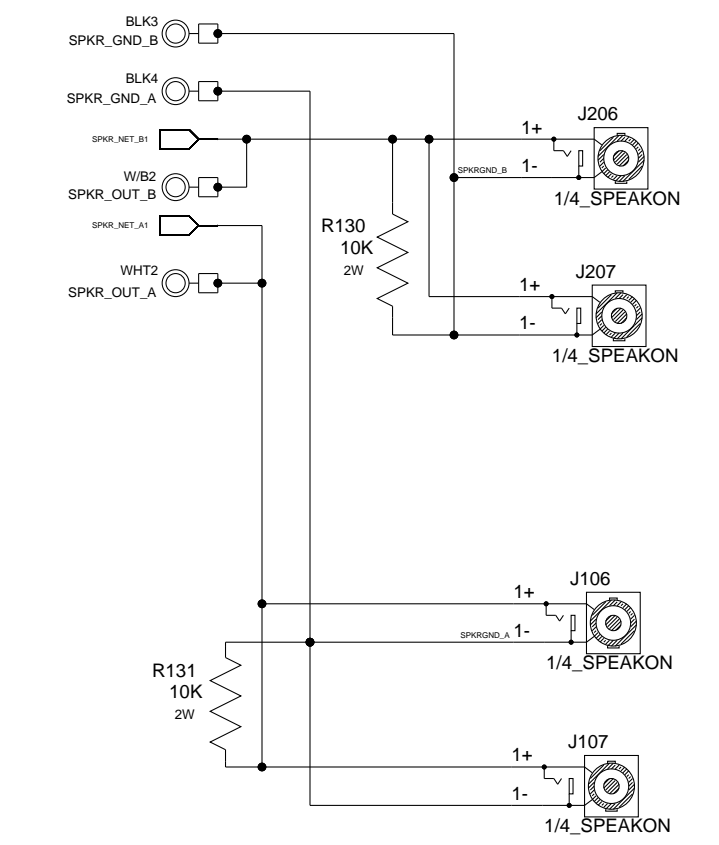 BLK3
SPKR_GND_B
BLK4
SPKR_GND_A
SPKR_NET_B1
W/B2
SPKR_OUT_B
SPKR_NET_A1
WHT2
SPKR_OUT_A
J206
1+
SPKRGND_B
1-
1/4_SPEAKON
R130
10K
2W
J207
1+
1-
1/4_SPEAKON
J106
1+
SPKRGND_A
1-
1/4_SPEAKON
R131
10K
2W
J107
1+
1-
1/4_SPEAKON